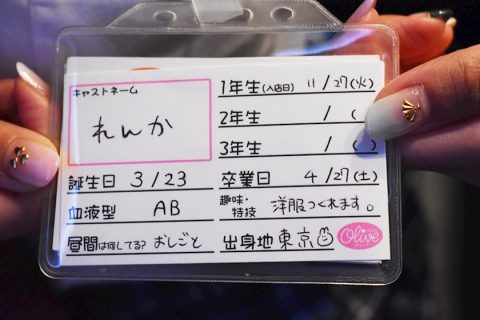 キャストネーム
れんか
1年生(入店日) 11/27(火)
2年生 / ( 
3年生 / ( )
誕生日 3/23
卒業日 4/27(土)
血液型 AB
趣味・特技 洋服つくれます。
昼間は何してる? おしごと
出身地 東京
Olive